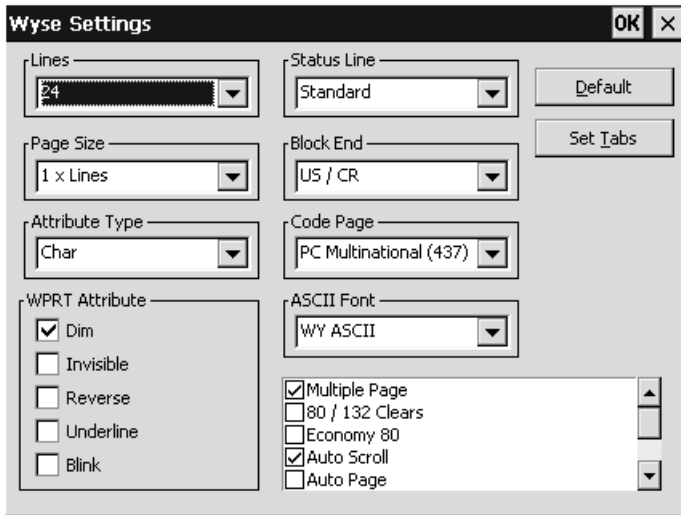 Wyse Settings OK ×
Lines
24
Status Line
Standard
Default
Page Size
1 x Lines
Block End
US / CR
Set Tabs
Attribute Type
Char
Code Page
PC Multinational (437)
WPRT Attribute
Dim
Invisible
Reverse
Underline
Blink
ASCII Font
WY ASCII
Multiple Page
80 / 132 Clears
Economy 80
Auto Scroll
Auto Page